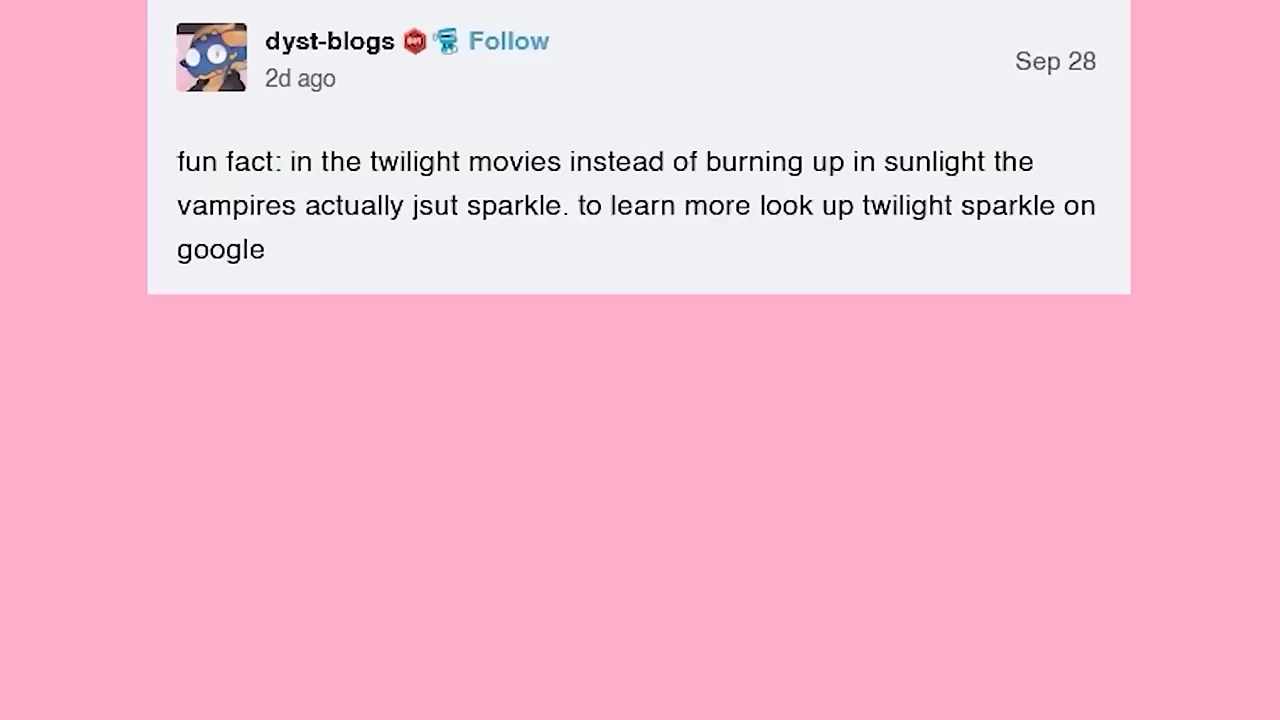 dyst-blogs Follow
2d ago
Sep 28
fun fact: in the twilight movies instead of burning up in sunlight the
vampires actually jsut sparkle. to learn more look up twilight sparkle on
google